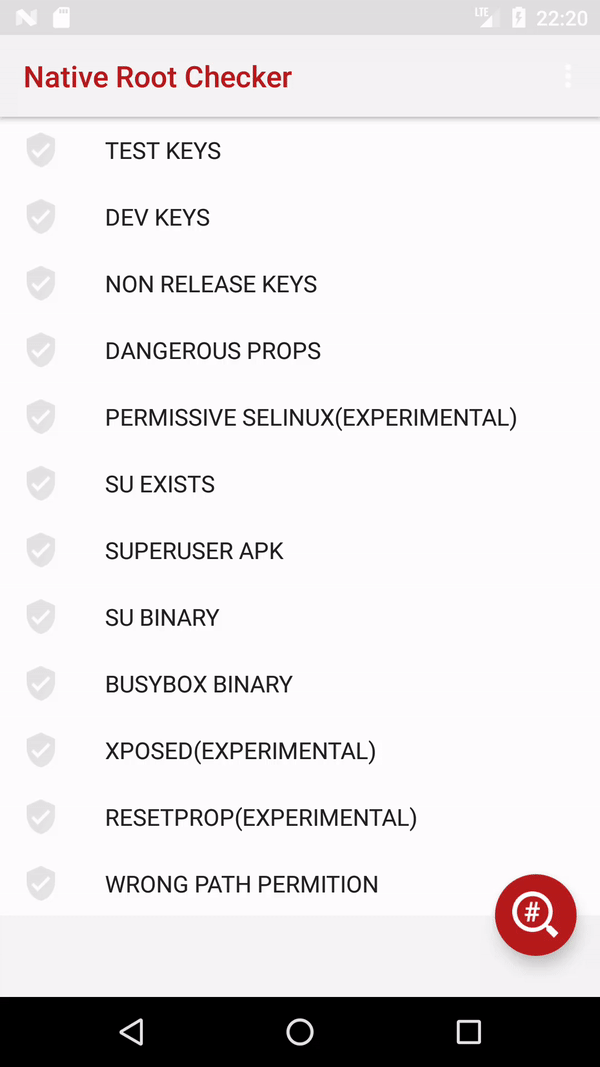 LTE 22:20
Native Root Checker
TEST KEYS
DEV KEYS
NON RELEASE KEYS
DANGEROUS PROPS
PERMISSIVE SELINUX(EXPERIMENTAL)
SU EXISTS
SUPERUSER APK
SU BINARY
BUSYBOX BINARY
XPOSED(EXPERIMENTAL)
RESETPROP(EXPERIMENTAL)
WRONG PATH PERMITION
#